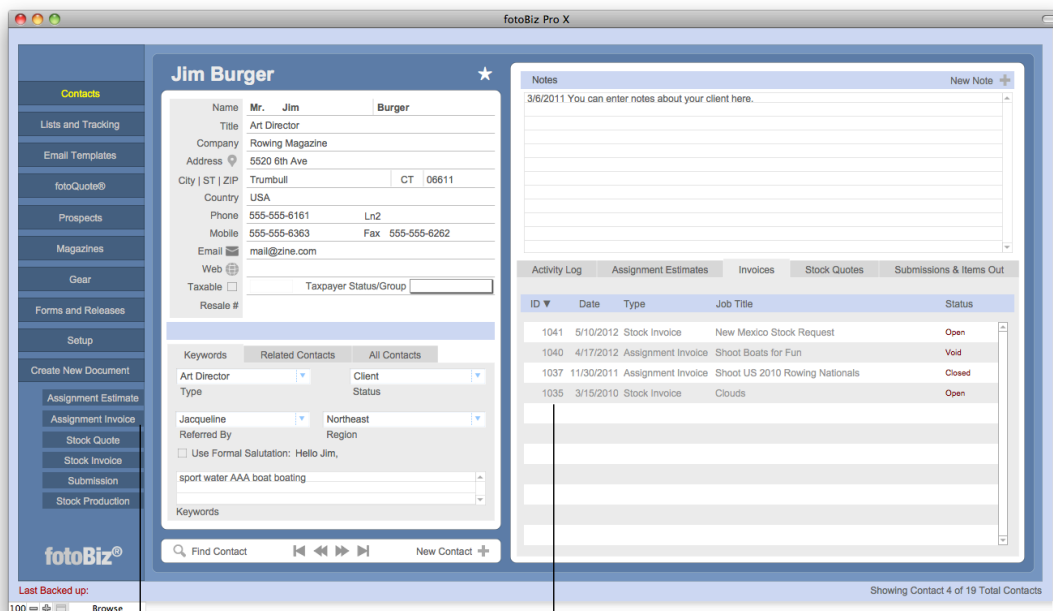 fotoBiz Pro X
Contacts
Lists and Tracking
Email Templates
fotoQuote®
Prospects
Magazines
Gear
Forms and Releases
Setup
Create New Document
Assignment Estimate
Assignment Invoice
Stock Quote
Stock Invoice
Submission
Stock Production
fotoBiz®
Last Backed up:
100
Browse
Jim Burger
Name Mr. Jim Burger
Title Art Director
Company Rowing Magazine
Address 5520 6th Ave
City | ST | ZIP Trumbull CT 06611
Country USA
Phone 555-555-6161 Ln2
Mobile 555-555-6363 Fax 555-555-6262
Email mail@zine.com
Web
Taxable Taxpayer Status/Group
Resale #
Keywords Related Contacts All Contacts
Art Director Client
Type Status
Jacqueline Northeast
Referred By Region
Use Formal Salutation: Hello Jim,
sport water AAA boat boating
Keywords
Find Contact New Contact
Notes New Note
3/6/2011 You can enter notes about your client here.
Activity Log Assignment Estimates Invoices Stock Quotes Submissions & Items Out
ID ▼ Date Type Job Title Status
1041 5/10/2012 Stock Invoice New Mexico Stock Request Open
1040 4/17/2012 Assignment Invoice Shoot Boats for Fun Void
1037 11/30/2011 Assignment Invoice Shoot US 2010 Rowing Nationals Closed
1035 3/15/2010 Stock Invoice Clouds Open
Showing Contact 4 of 19 Total Contacts